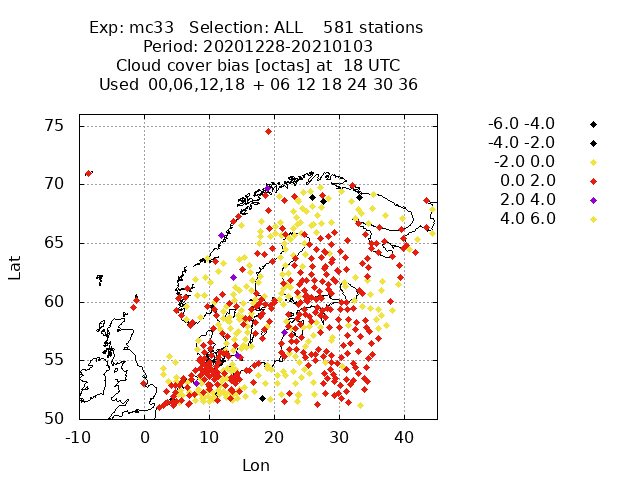 Exp: mc33   Selection: ALL    581 stations
Period: 20201228-20210103
Cloud cover bias [octas] at  18 UTC
Used  00,06,12,18  + 06 12 18 24 30 36
-6.0 -4.0
-4.0 -2.0
-2.0 0.0
0.0 2.0
2.0 4.0
4.0 6.0
75
70
65
60
55
50
Lat
-10 0 10 20 30 40
Lon